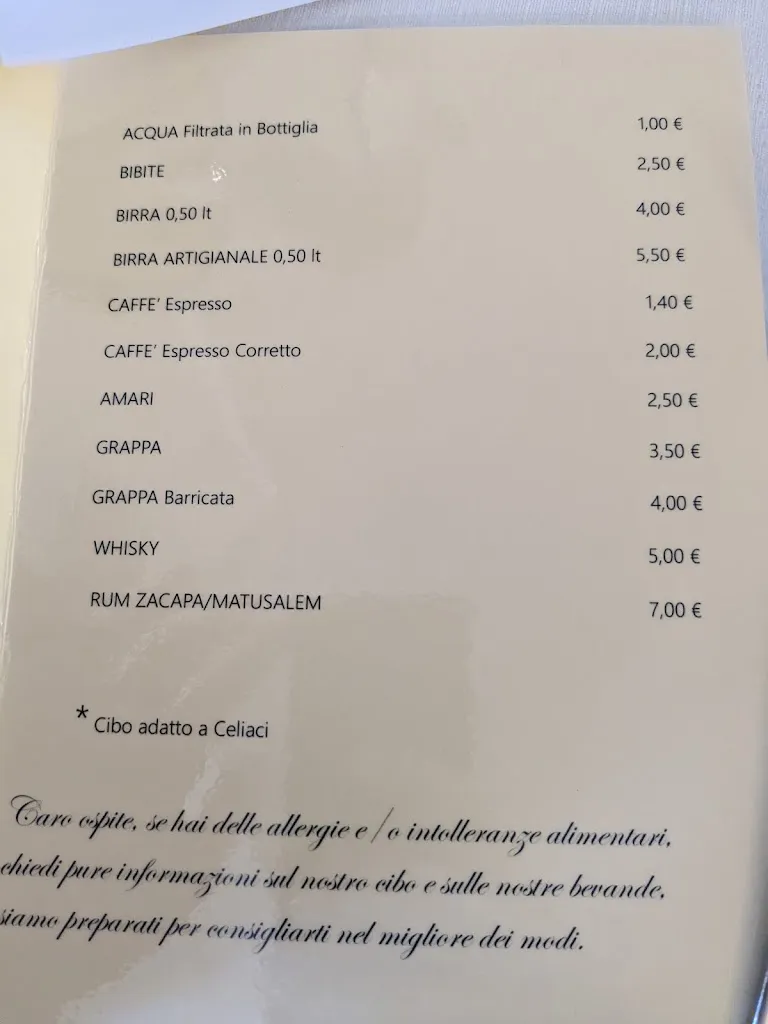 ACQUA Filtrata in Bottiglia 1,00 €
BIBITE 2,50 €
BIRRA 0,50 lt 4,00 €
BIRRA ARTIGIANALE 0,50 lt 5,50 €
CAFFE' Espresso 1,40 €
CAFFE' Espresso Corretto 2,00 €
AMARI 2,50 €
GRAPPA 3,50 €
GRAPPA Barricata 4,00 €
WHISKY 5,00 €
RUM ZACAPA/MATUSALEM 7,00 €
* Cibo adatto a Celiaci
Caro ospite, se hai delle allergie e/o intolleranze alimentari,
chiedi pure informazioni sul nostro cibo e sulle nostre bevande,
siamo preparati per consigliarti nel migliore dei modi.